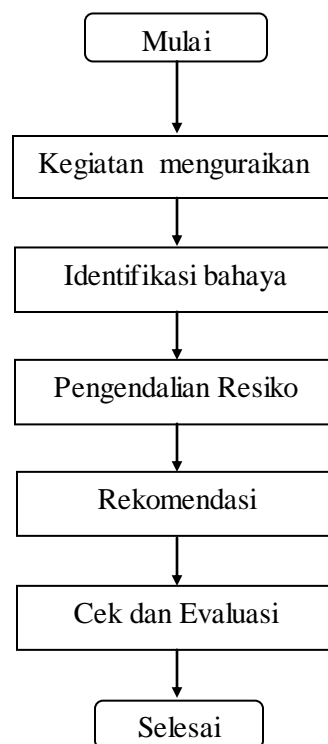 Mulai
Kegiatan menguraikan
Identifikasi bahaya
Pengendalian Resiko
Rekomendasi
Cek dan Evaluasi
Selesai